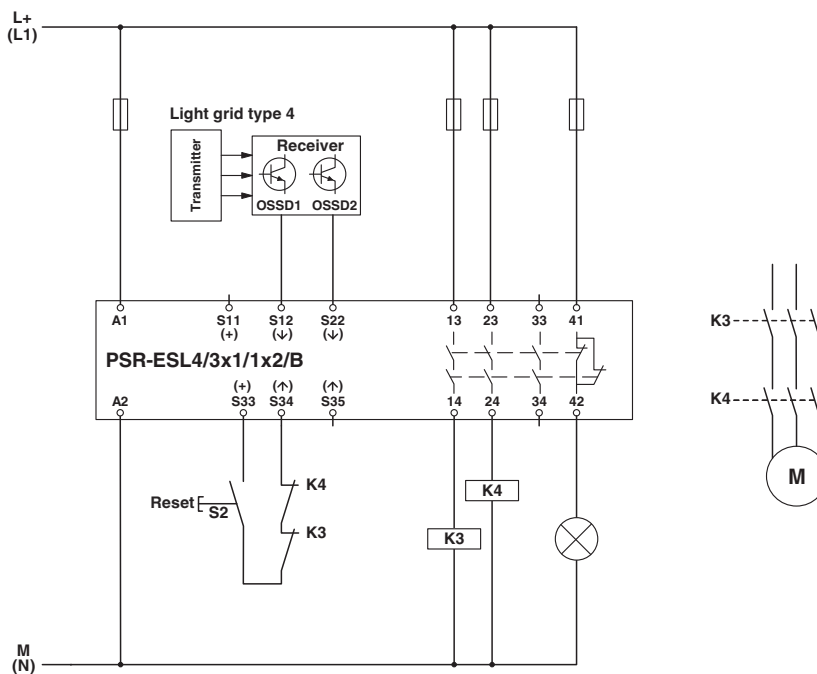 L+
(L1)
Light grid type 4
Transmitter
Receiver
OSSD1 OSSD2
A1 S11 S12 S22 13 23 33 41
(+) (↓) (↓)
PSR-ESL4/3x1/1x2/B
(+) (↑) (↑)
A2 S33 S34 S35 14 24 34 42
K3
K4
M
K4
K4
Reset
S2
K3
K3
M
(N)